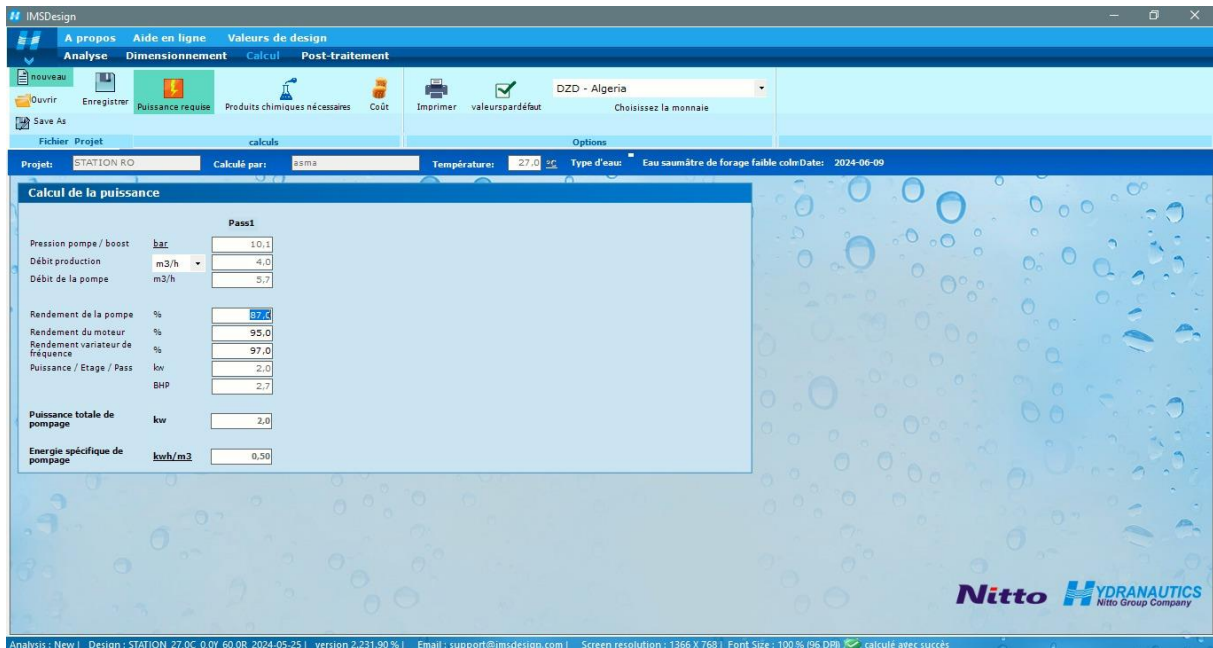 IMSDesign
A propos Aide en ligne Valeurs de design
Analyse Dimensionnement Calcul Post-traitement
nouveau
Ouvrir
Save As
Enregistrer
Puissance requise
Produits chimiques nécessaires
Coût
Imprimer
valeurspardéfaut
DZD - Algeria
Choisissez la monnaie
Fichier Projet
calculs
Options
Projet: STATION RO Calculé par: asma Température: 27.0 ºC Type d'eau: Eau saumâtre de forage faible colm Date: 2024-06-09
Calcul de la puissance
Pass1
Pression pompe / boost bar 10,1
Débit production m3/h 4,0
Débit de la pompe m3/h 5,7
Rendement de la pompe % 87,0
Rendement du moteur % 95,0
Rendement variateur de fréquence % 97,0
Puissance / Etage / Pass kw 2,0
BHP 2,7
Puissance totale de pompage kw 2,0
Energie spécifique de pompage kwh/m3 0,50
Nitto HYDRANAUTICS
Nitto Group Company
Analysis : New | Design : STATION_27.0C_0.0Y_60.0R_2024-05-25 | version 2.231.90 % | Email : support@imsdesign.com | Screen resolution : 1366 X 768 | Font Size : 100 % (96 DPI) calculé avec succès